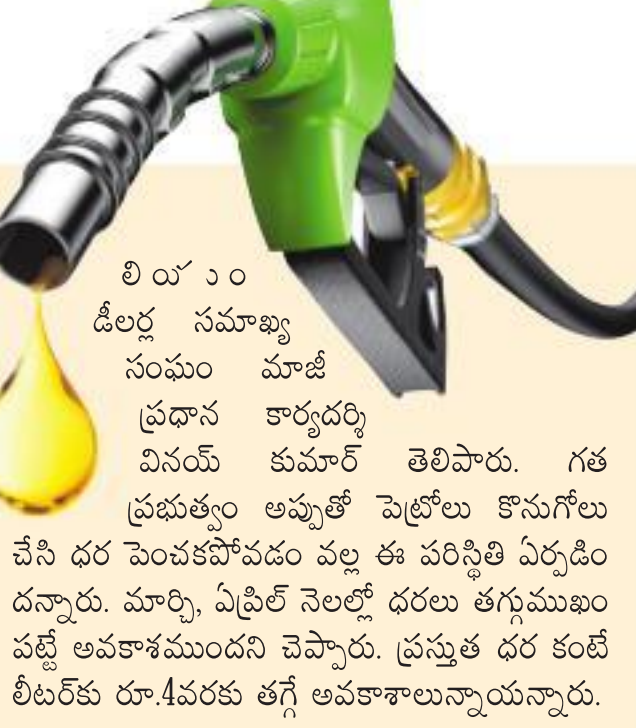 లియం
డీలర్ల సమాఖ్య
సంఘం మాజీ
ప్రధాన కార్యదర్శి
వినయ్ కుమార్ తెలిపారు. గత
ప్రభుత్వం అప్పుతో పెట్రోలు కొనుగోలు
చేసి ధర పెంచకపోవడం వల్ల ఈ పరిస్థితి ఏర్పడిం
దన్నారు. మార్చి, ఏప్రిల్ నెలల్లో ధరలు తగ్గుముఖం
పట్టే అవకాశముందని చెప్పారు. ప్రస్తుత ధర కంటే
లీటర్‌కు రూ.4వరకు తగ్గే అవకాశాలున్నాయన్నారు.